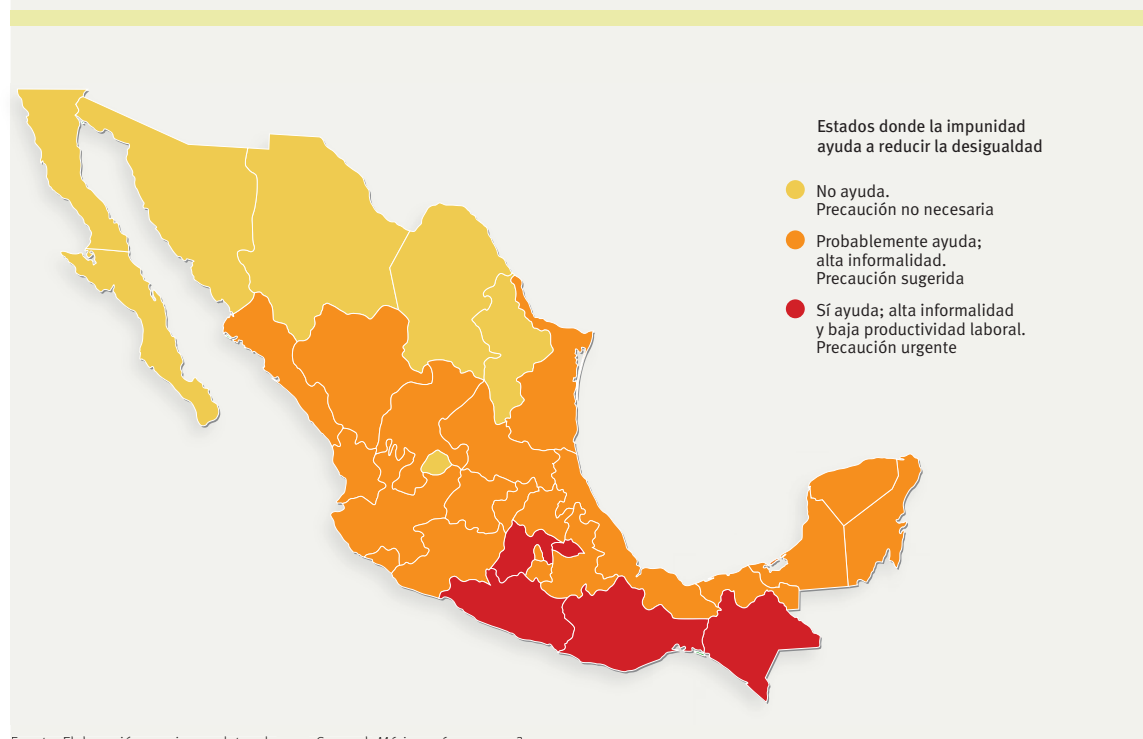 Estados donde la impunidad
ayuda a reducir la desigualdad
No ayuda.
Precaución no necesaria
Probablemente ayuda;
alta informalidad.
Precaución sugerida
Sí ayuda; alta informalidad
y baja productividad laboral.
Precaución urgente